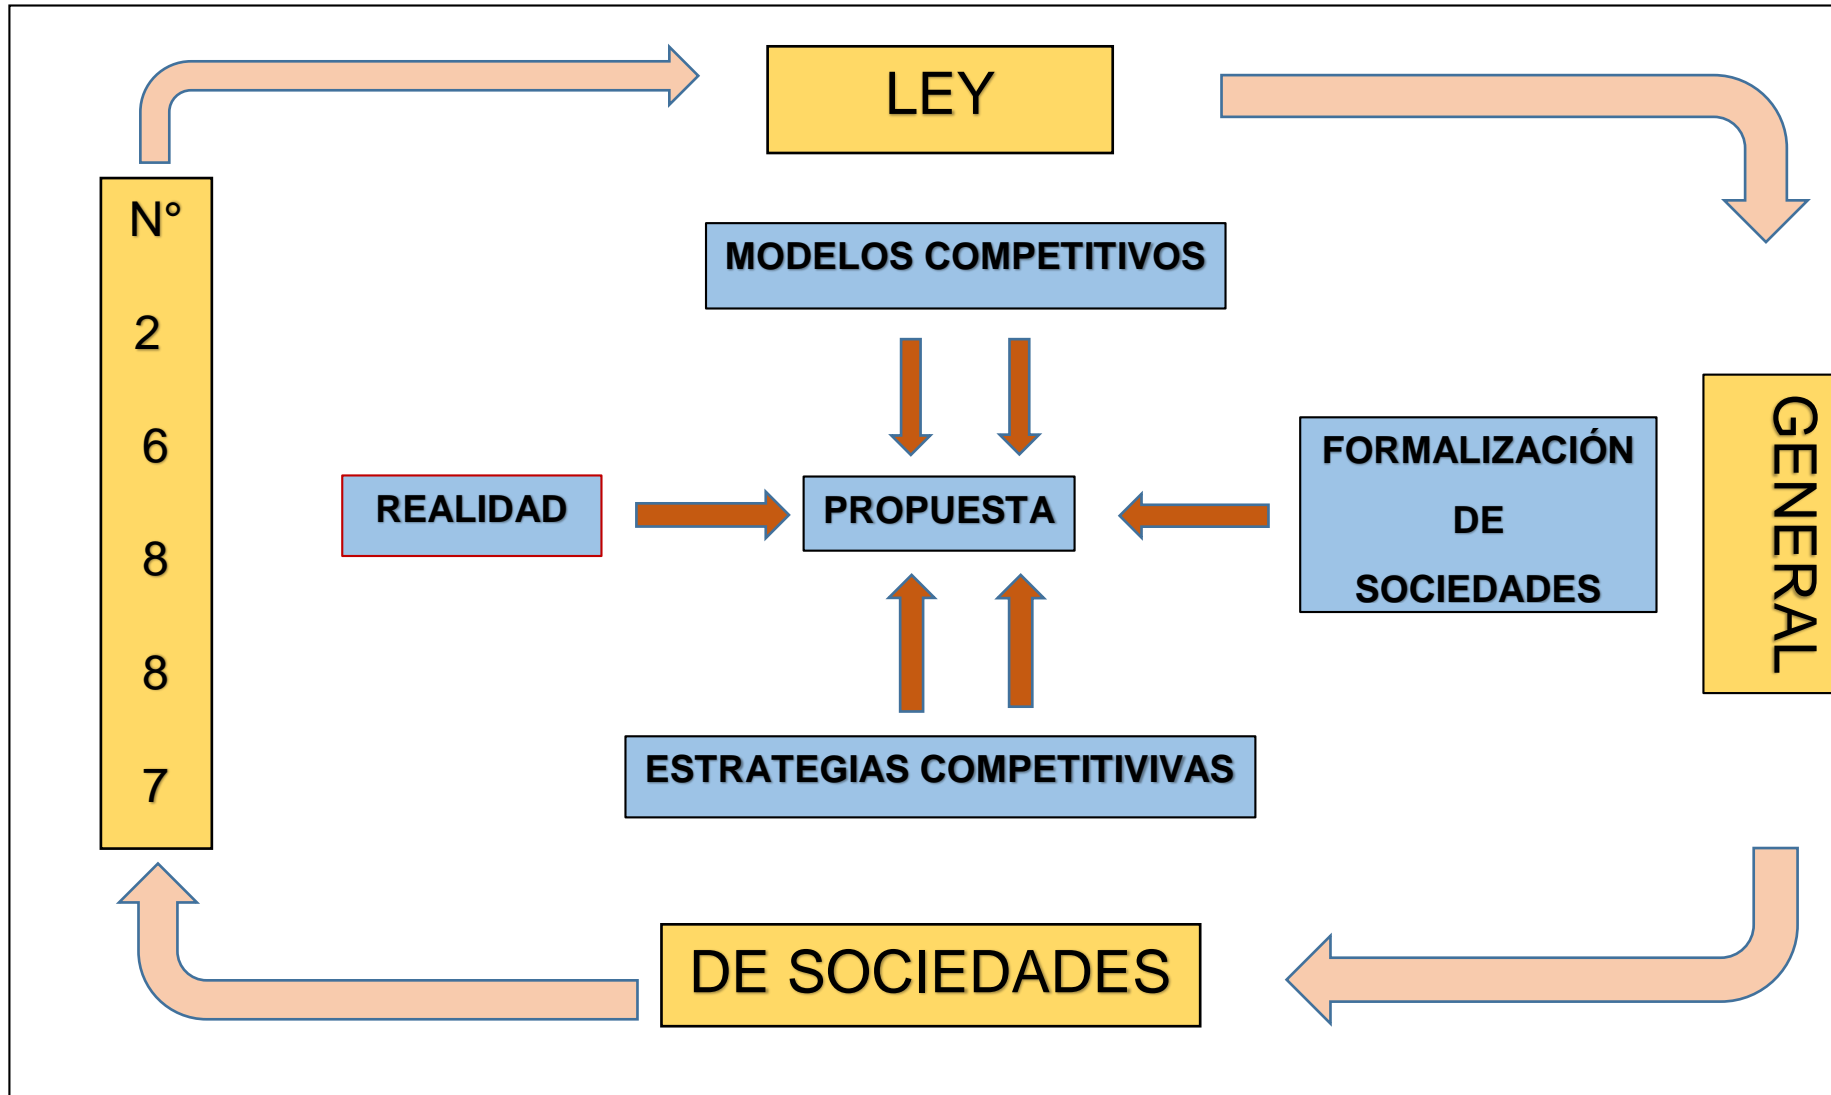 LEY
N°
2
6
8
8
7
MODELOS COMPETITIVOS
REALIDAD
PROPUESTA
FORMALIZACIÓN
DE
SOCIEDADES
GENERAL
ESTRATEGIAS COMPETITIVIVAS
DE SOCIEDADES